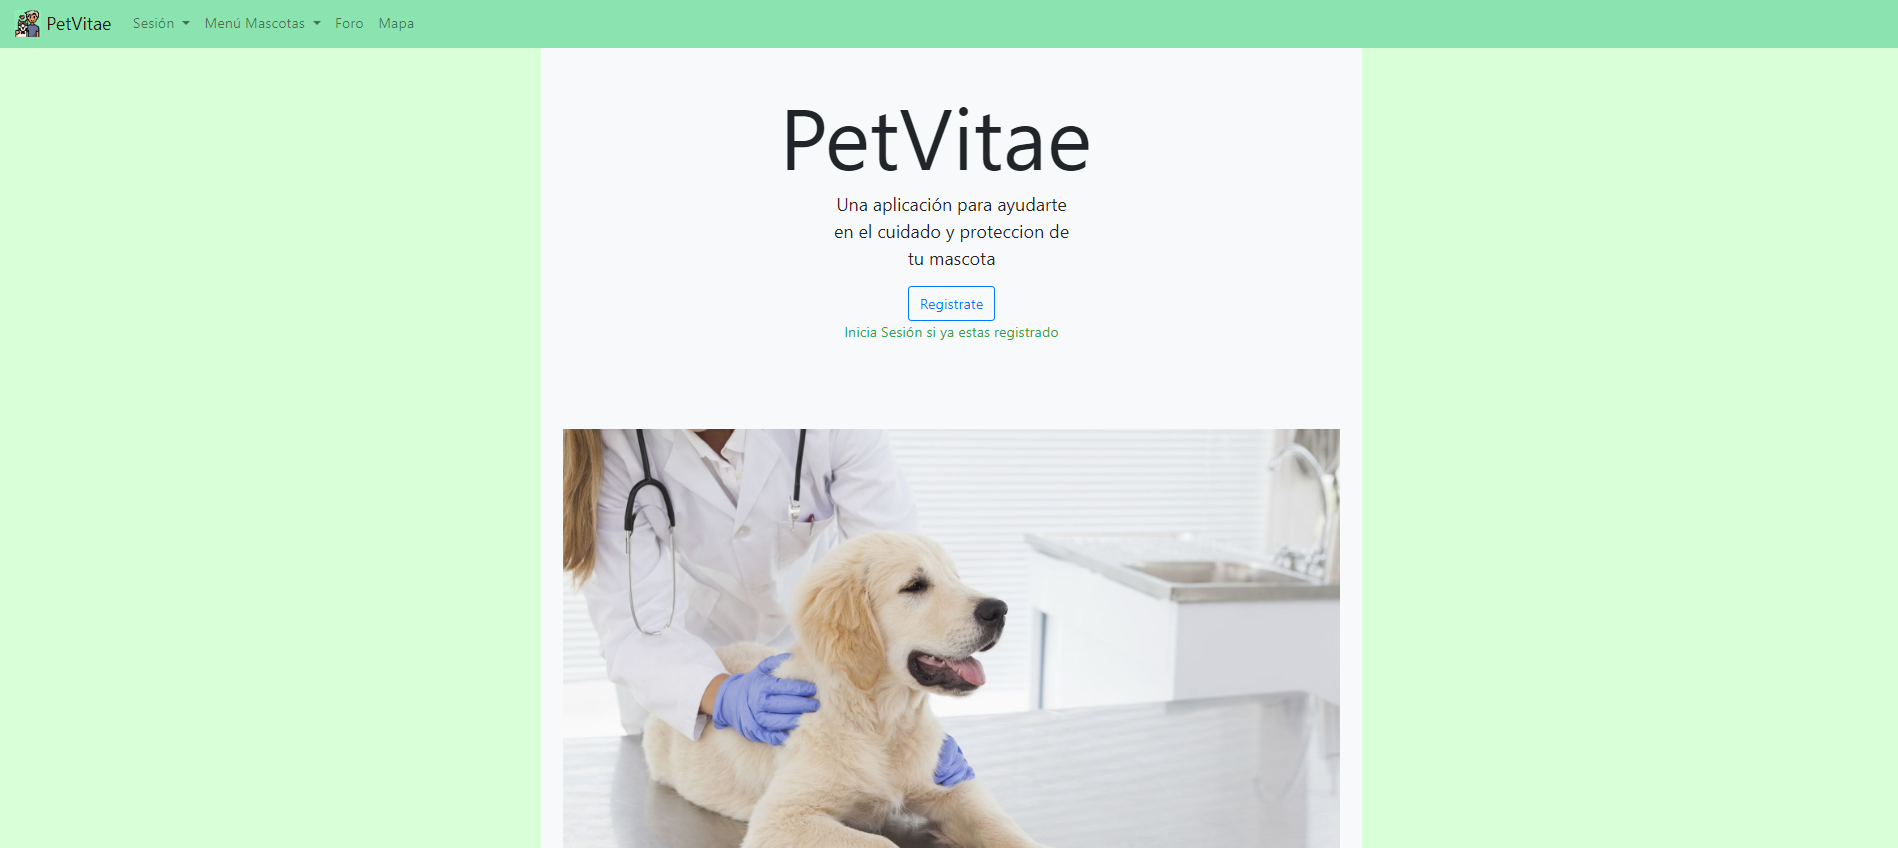 PetVitae Sesión Menú Mascotas Foro Mapa
PetVitae
Una aplicación para ayudarte
en el cuidado y proteccion de
tu mascota
Registrate
Inicia Sesión si ya estas registrado